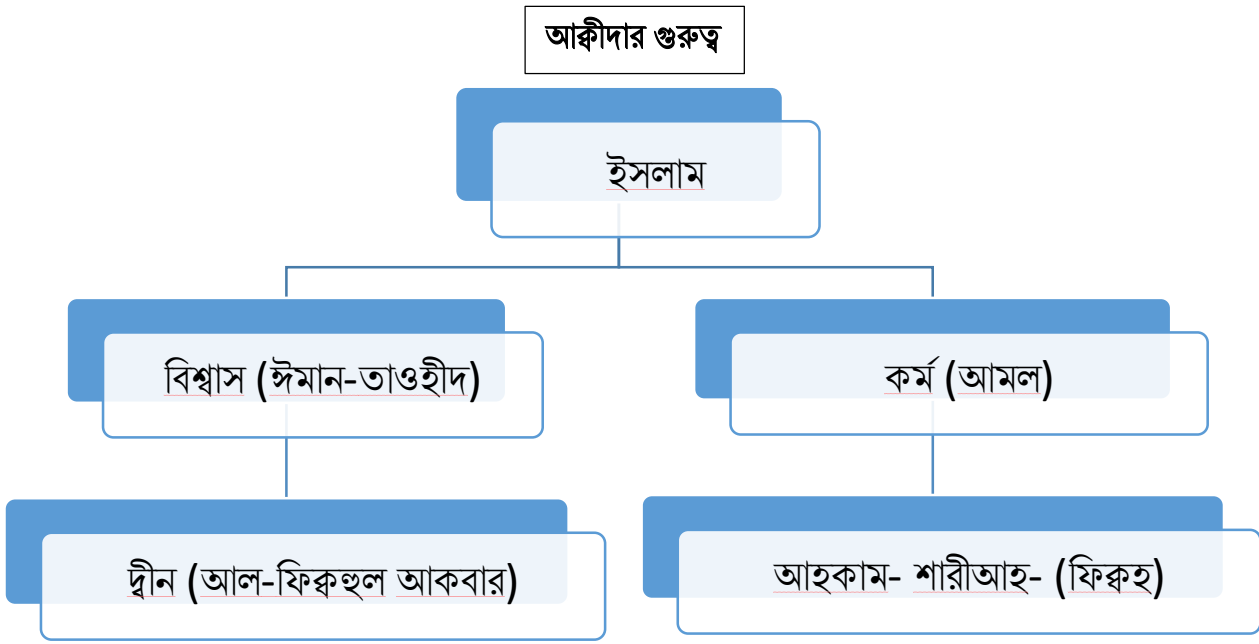 আক্বীদার গুরুত্ব
ইসলাম
বিশ্বাস (ঈমান-তাওহীদ)
কর্ম (আমল)
দ্বীন (আল-ফিক্বহুল আকবার)
আহকাম- শারীআহ- (ফিক্বহ)